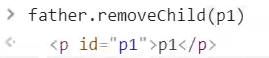 > father.removeChild(p1)
<p id="p1">p1</p>